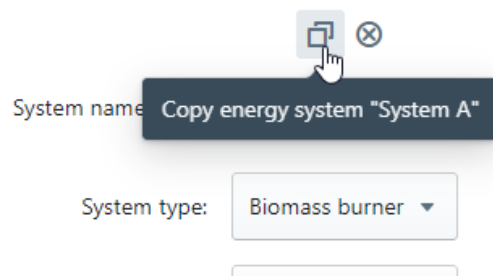 System name
Copy energy system "System A"
System type:
Biomass burner